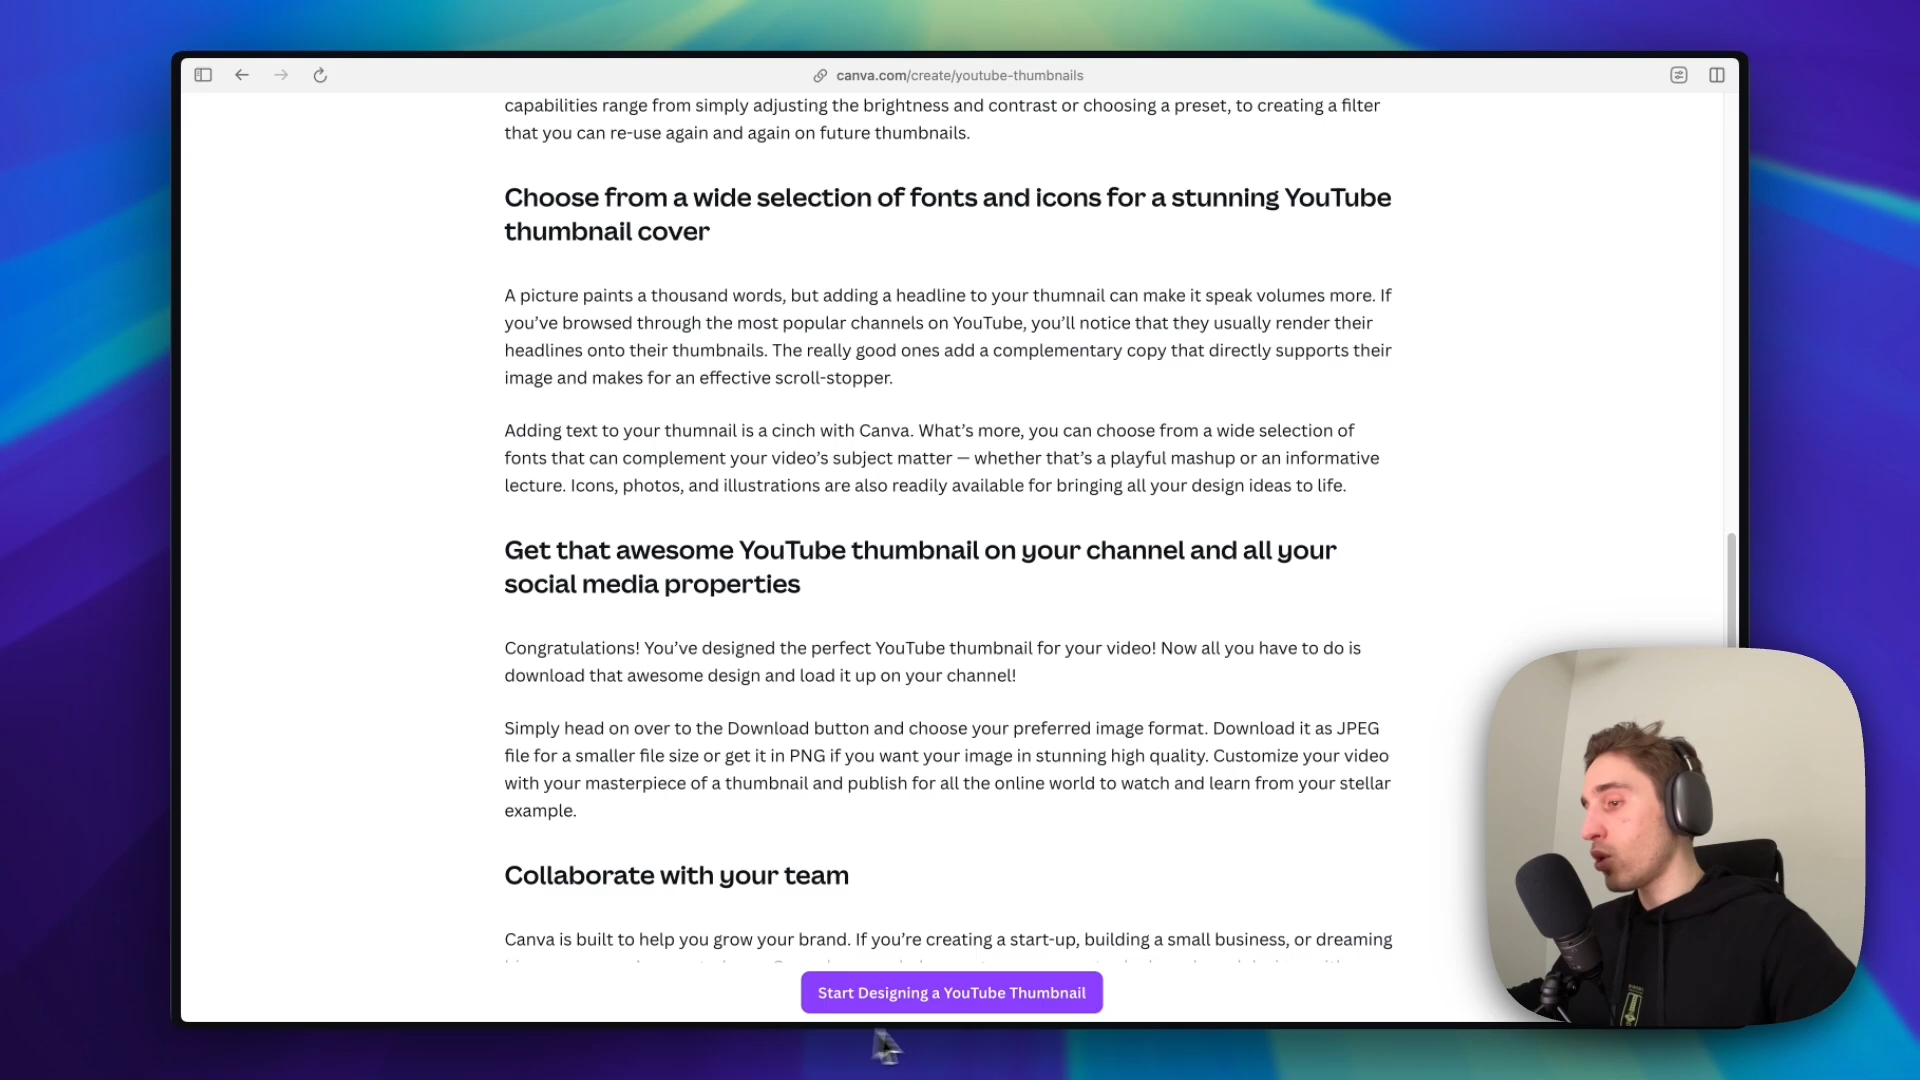 canva.com/create/youtube-thumbnails
capabilities range from simply adjusting the brightness and contrast or choosing a preset, to creating a filter
that you can re-use again and again on future thumbnails.
Choose from a wide selection of fonts and icons for a stunning YouTube
thumbnail cover
A picture paints a thousand words, but adding a headline to your thumnail can make it speak volumes more. If
you’ve browsed through the most popular channels on YouTube, you’ll notice that they usually render their
headlines onto their thumbnails. The really good ones add a complementary copy that directly supports their
image and makes for an effective scroll-stopper.
Adding text to your thumnail is a cinch with Canva. What’s more, you can choose from a wide selection of
fonts that can complement your video’s subject matter — whether that’s a playful mashup or an informative
lecture. Icons, photos, and illustrations are also readily available for bringing all your design ideas to life.
Get that awesome YouTube thumbnail on your channel and all your
social media properties
Congratulations! You’ve designed the perfect YouTube thumbnail for your video! Now all you have to do is
download that awesome design and load it up on your channel!
Simply head on over to the Download button and choose your preferred image format. Download it as JPEG
file for a smaller file size or get it in PNG if you want your image in stunning high quality. Customize your video
with your masterpiece of a thumbnail and publish for all the online world to watch and learn from your stellar
example.
Collaborate with your team
Canva is built to help you grow your brand. If you’re creating a start-up, building a small business, or dreaming
Start Designing a YouTube Thumbnail